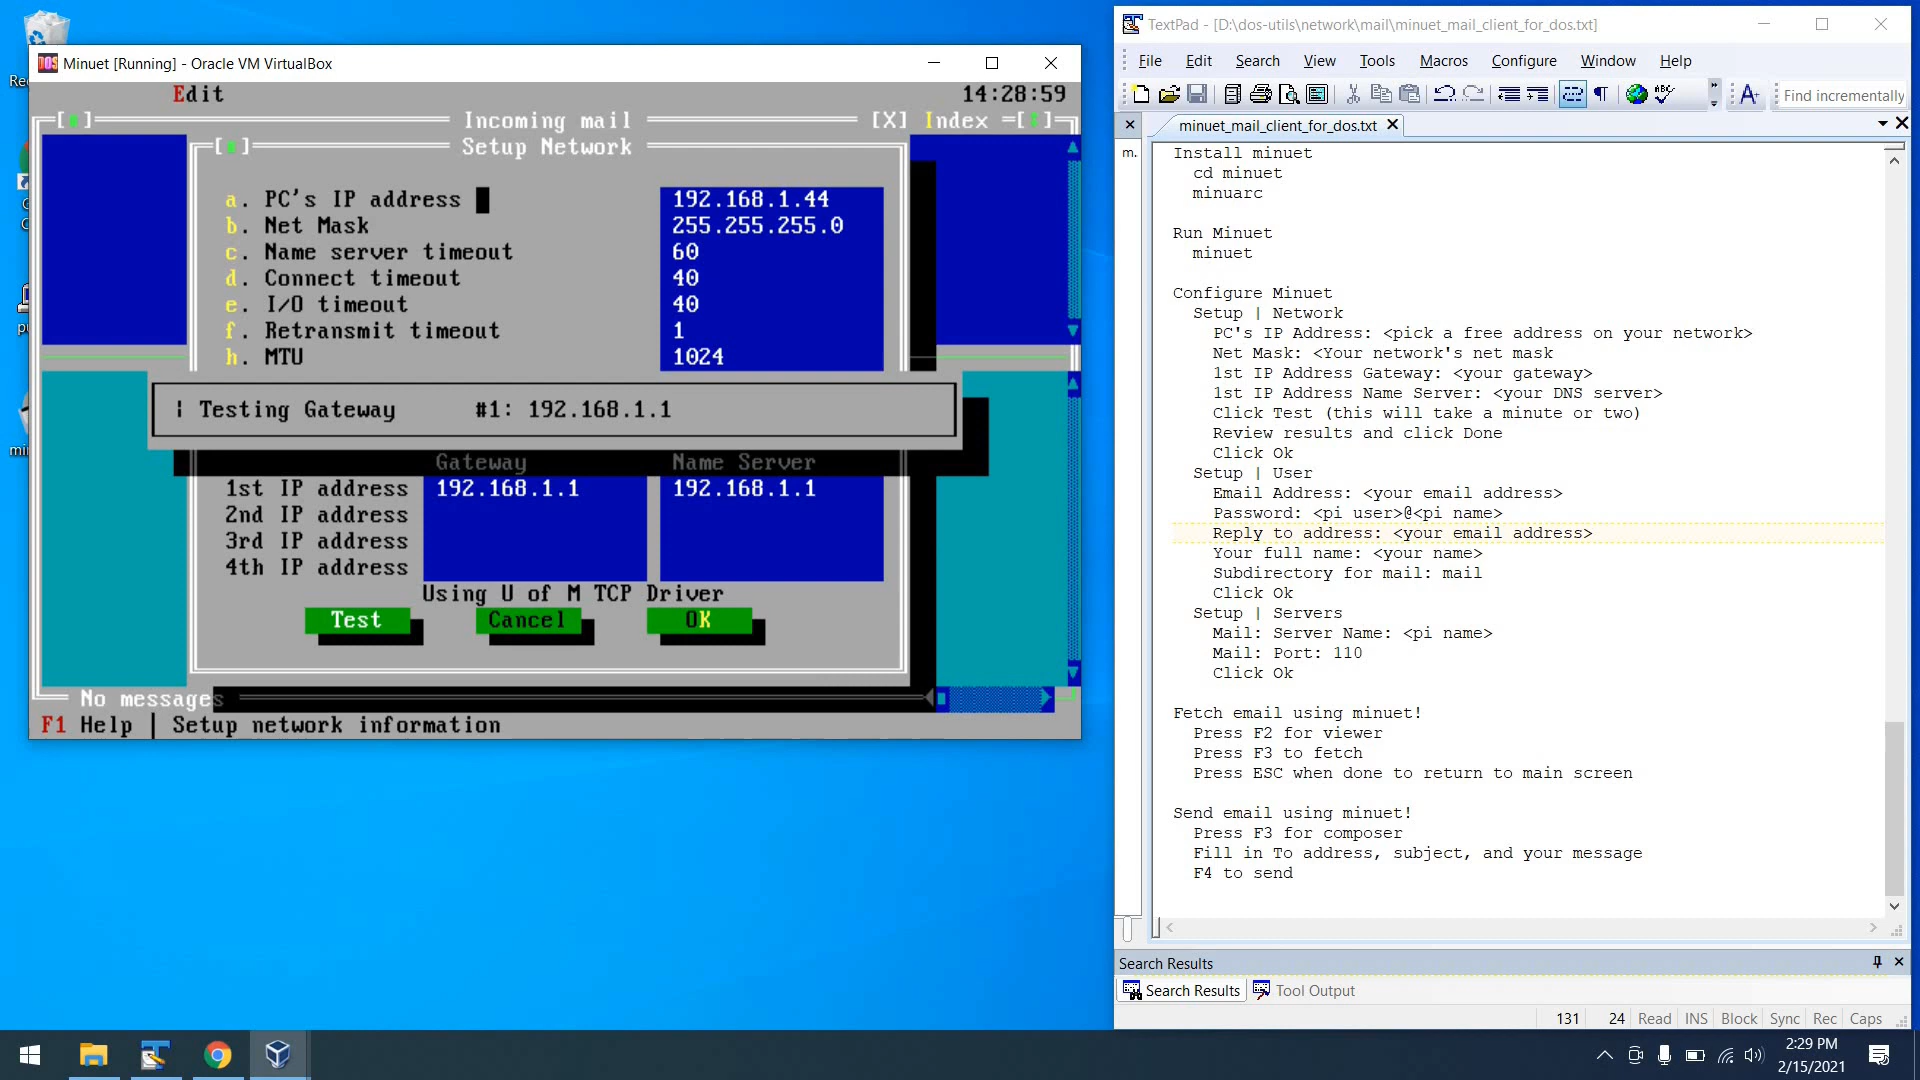 Minuet [Running] - Oracle VM VirtualBox
Edit
14:28:59
Incoming mail
[X] Index
Setup Network
a. PC's IP address 192.168.1.44
b. Net Mask 255.255.255.0
c. Name server timeout 60
d. Connect timeout 40
e. I/O timeout 40
f. Retransmit timeout 1
h. MTU 1024
Testing Gateway #1: 192.168.1.1
Gateway Name Server
1st IP address 192.168.1.1 192.168.1.1
2nd IP address
3rd IP address
4th IP address
Using U of M TCP Driver
Test Cancel OK
No messages
F1 Help | Setup network information
TextPad - [D:\dos-utils\network\mail\minuet_mail_client_for_dos.txt]
File Edit Search View Tools Macros Configure Window Help
Find incrementally
minuet_mail_client_for_dos.txt
m.
Install minuet
cd minuet
minuarc
Run Minuet
minuet
Configure Minuet
Setup | Network
PC's IP Address: <pick a free address on your network>
Net Mask: <Your network's net mask
1st IP Address Gateway: <your gateway>
1st IP Address Name Server: <your DNS server>
Click Test (this will take a minute or two)
Review results and click Done
Click Ok
Setup | User
Email Address: <your email address>
Password: <pi user>@<pi name>
Reply to address: <your email address>
Your full name: <your name>
Subdirectory for mail: mail
Click Ok
Setup | Servers
Mail: Server Name: <pi name>
Mail: Port: 110
Click Ok
Fetch email using minuet!
Press F2 for viewer
Press F3 to fetch
Press ESC when done to return to main screen
Send email using minuet!
Press F3 for composer
Fill in To address, subject, and your message
F4 to send
Search Results
Search Results Tool Output
131 24 Read INS Block Sync Rec Caps
2:29 PM
2/15/2021